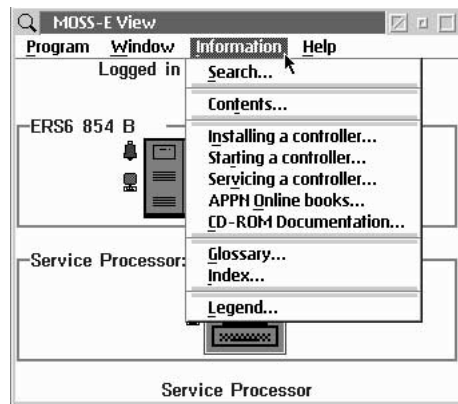 MOSS-E View
Program Window Information Help
Logged in
Search...
Contents...
ERS6 854 B
Installing a controller...
Starting a controller...
Servicing a controller...
APPN Online books...
CD-ROM Documentation...
Service Processor:
Glossary...
Index...
Legend...
Service Processor